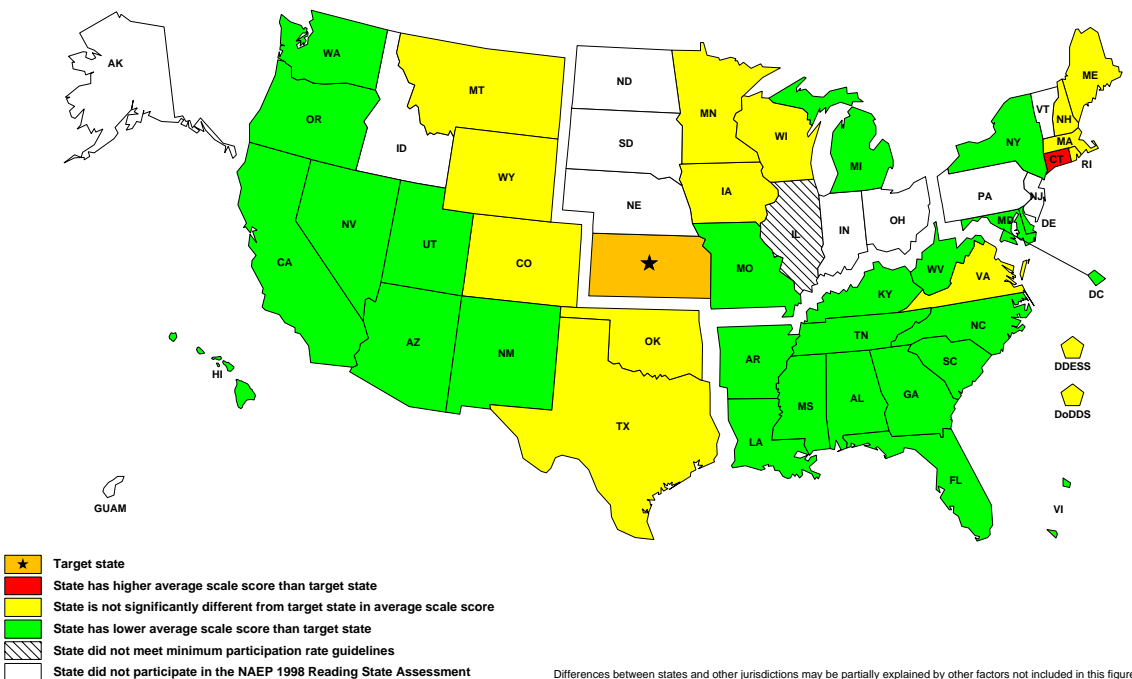 AK
WA
MT
ND
MN
ME
VT
NH
OR
ID
SD
WI
NY
MA
MI
CT
RI
WY
NE
IA
PA
NJ
NV
UT
CO
IL
IN
OH
MD
DE
CA
MO
WV
VA
KY
DC
AZ
NM
OK
AR
TN
NC
SC
DDESS
HI
TX
MS
AL
GA
DoDDS
LA
FL
GUAM
VI
Target state
State has higher average scale score than target state
State is not significantly different from target state in average scale score
State has lower average scale score than target state
State did not meet minimum participation rate guidelines
State did not participate in the NAEP 1998 Reading State Assessment
Differences between states and other jurisdictions may be partially explained by other factors not included in this figure